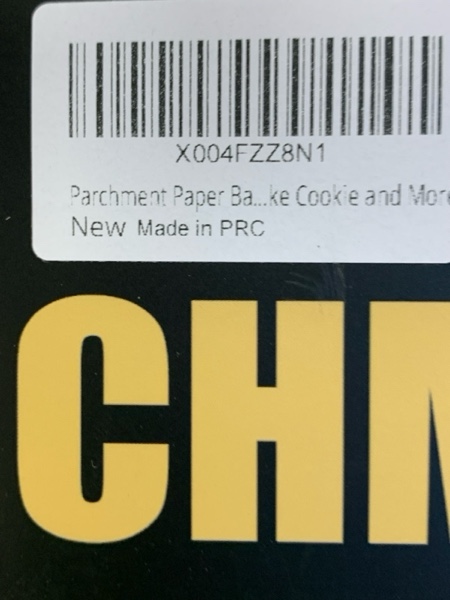 X004FZZ8N1
Parchment Paper Ba...ke Cookie and More
New Made in PRC
CHM